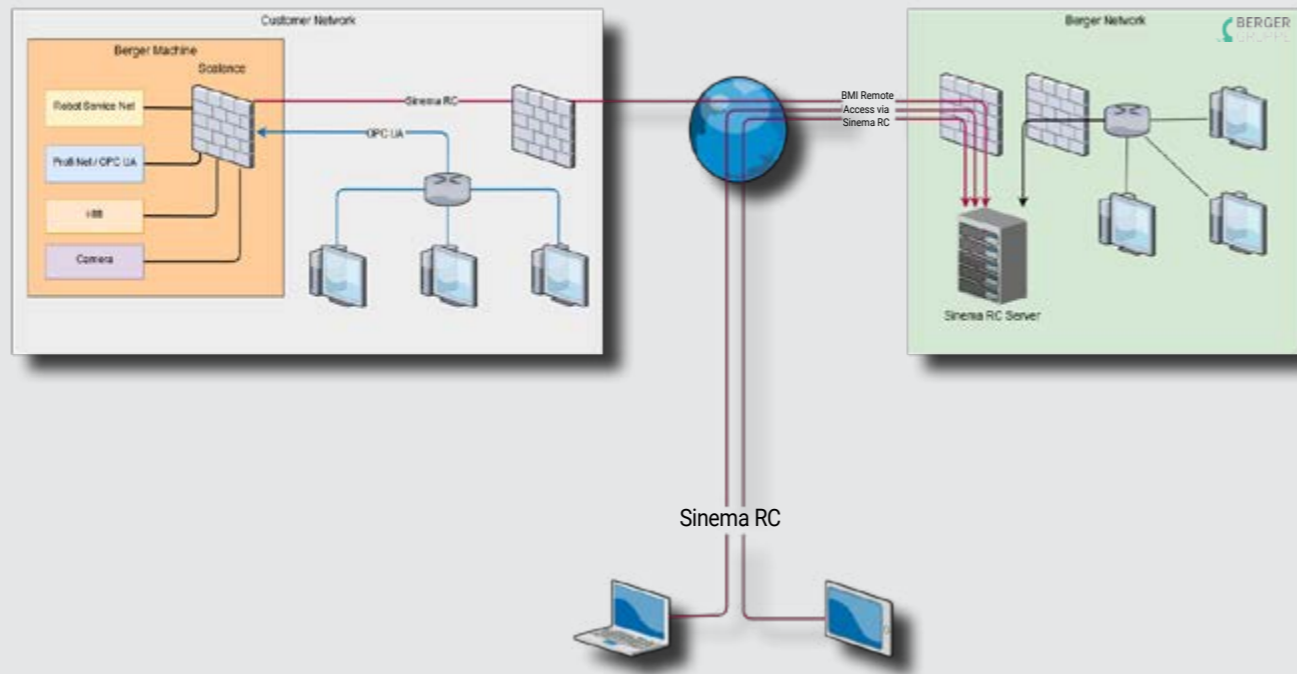 Customer Network
Berger Machine
Scalance
Robot Service Net
Profi Net / OPC UA
HMI
Camera
Sinema RC
OPC UA
BMI Remote
Access via
Sinema RC
Berger Network
BERGER
GRUPPE
Sinema RC Server
Sinema RC